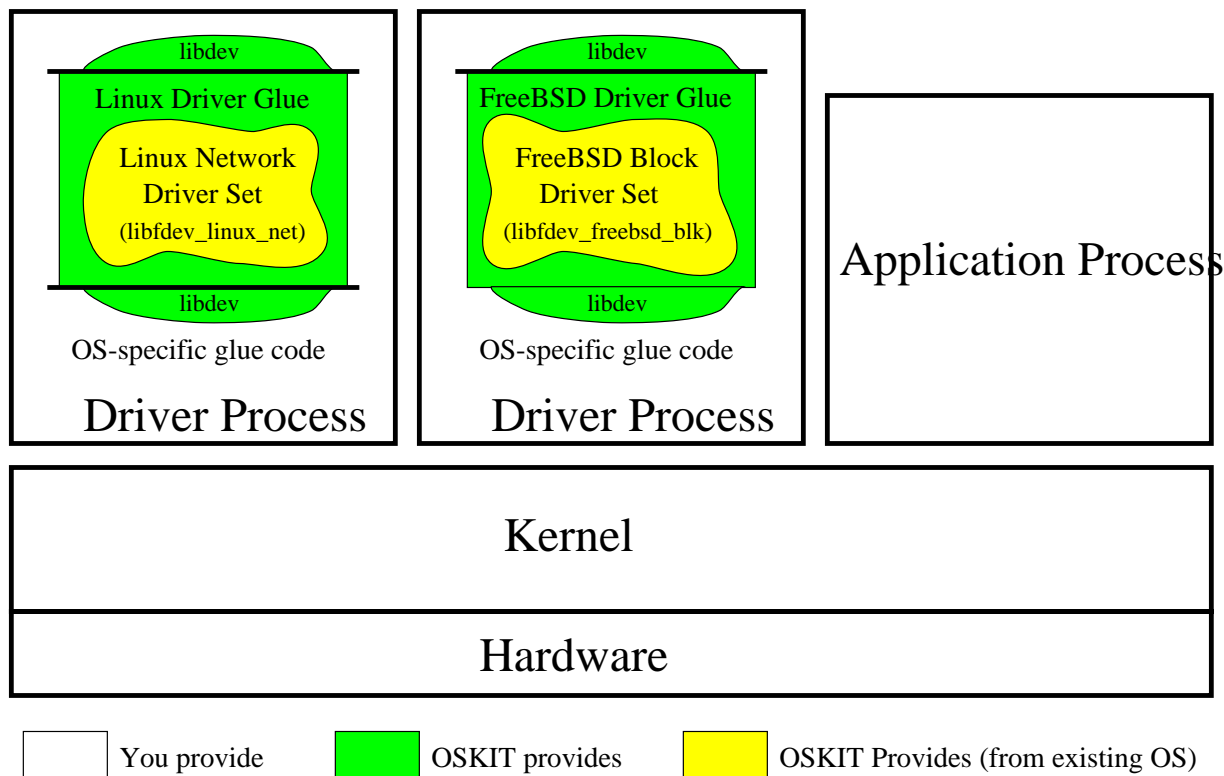 libdev
Linux Driver Glue
Linux Network
Driver Set
(libfdev_linux_net)
libdev
OS-specific glue code
Driver Process
libdev
FreeBSD Driver Glue
FreeBSD Block
Driver Set
(libfdev_freebsd_blk)
libdev
OS-specific glue code
Driver Process
Application Process
Kernel
Hardware
You provide
OSKIT provides
OSKIT Provides (from existing OS)